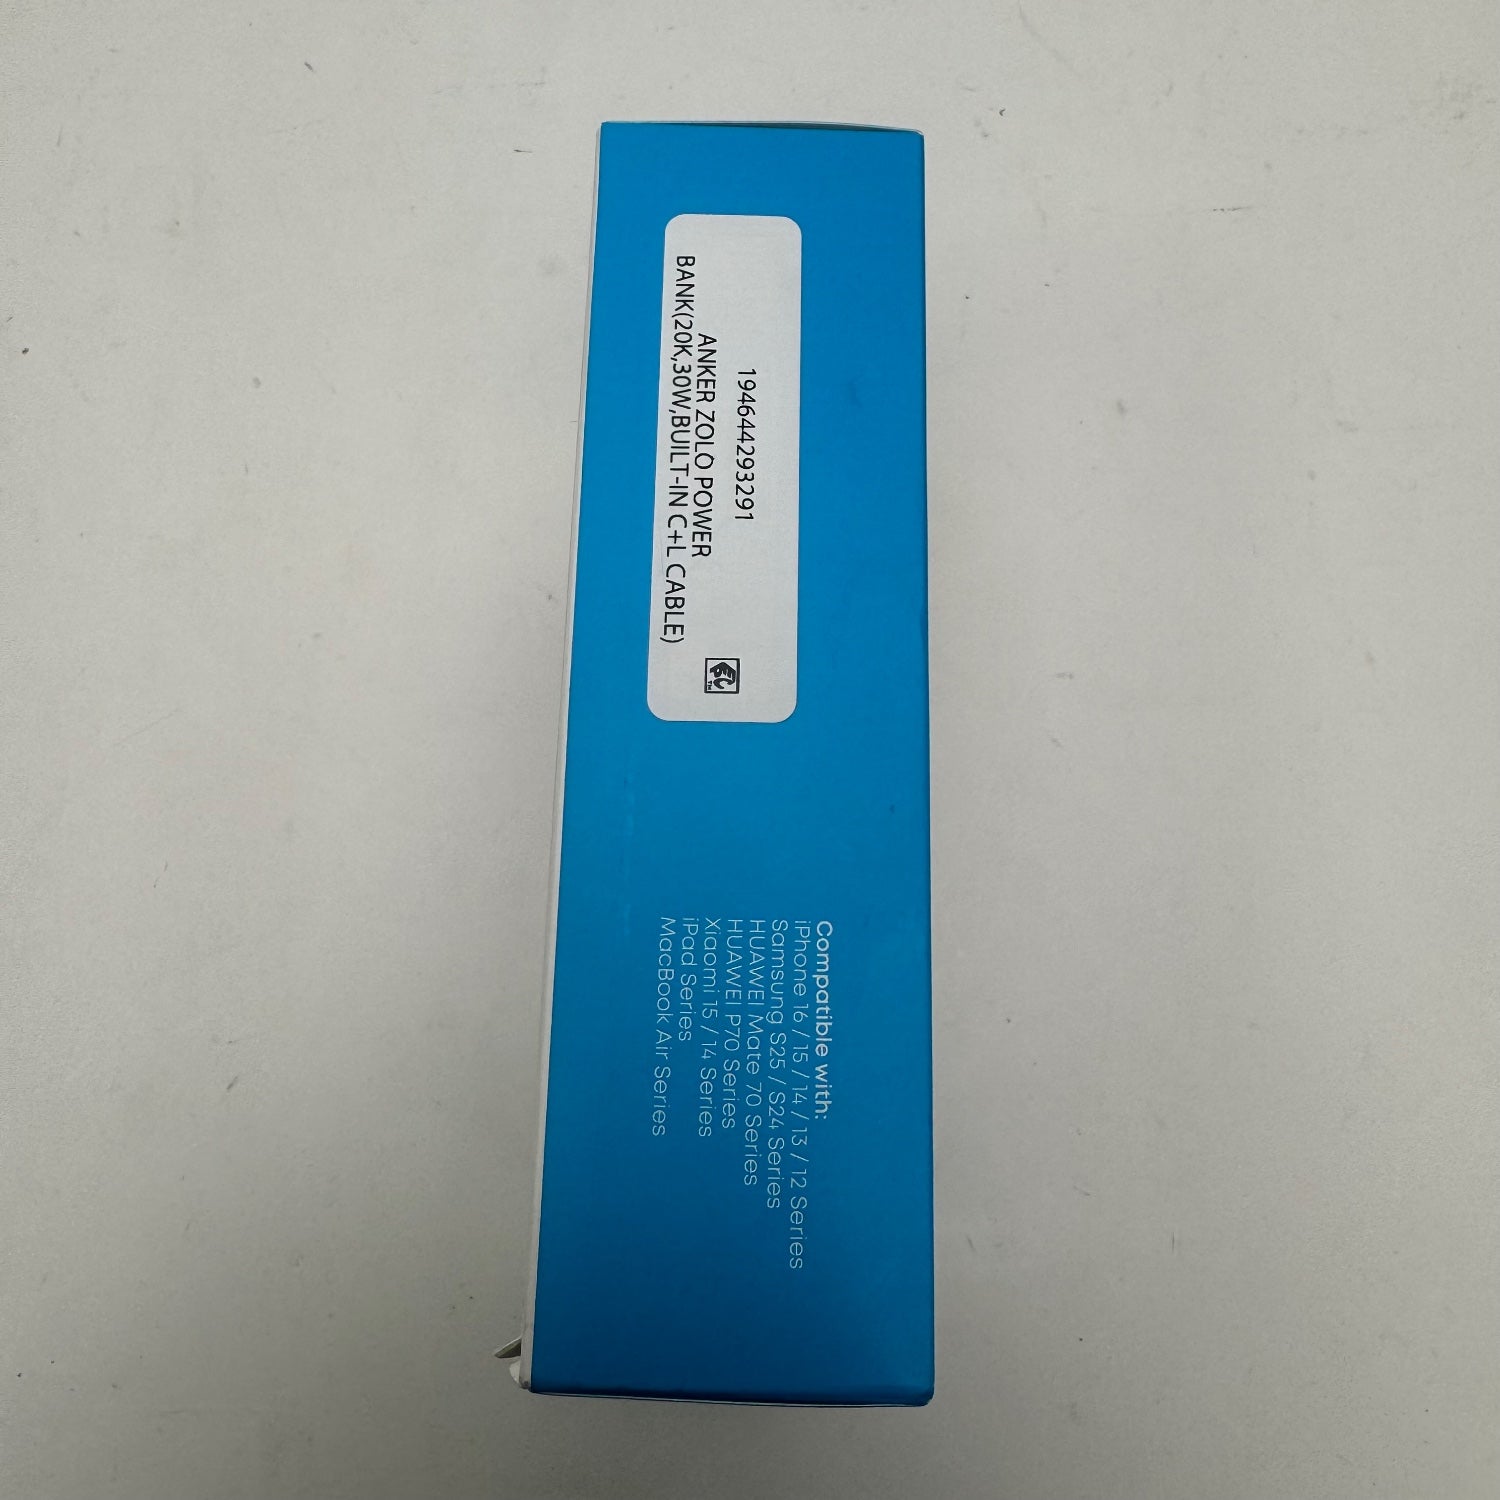 194644293291
ANKER ZOLO POWER
BANK(20K,30W,BUILT-IN C+L CABLE)
TM
Compatible with:
iPhone 16 / 15 / 14 / 13 / 12 Series
Samsung S25 / S24 Series
HUAWEI Mate 70 Series
HUAWEI P70 Series
Xiaomi 15 / 14 Series
iPad Series
MacBook Air Series